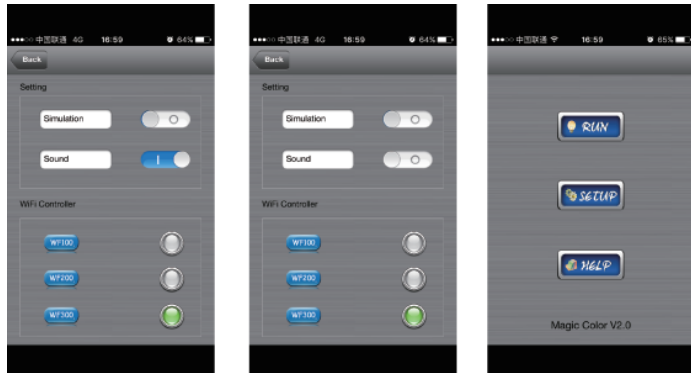 中国联通 4G 16:59 64%
Back
Setting
Simulation
Sound
WiFi Controller
WF100
WF200
WF300
中国联通 4G 16:59 64%
Back
Setting
Simulation
Sound
WiFi Controller
WF100
WF200
WF300
中国联通 16:59 65%
RUN
SETUP
HELP
Magic Color V2.0